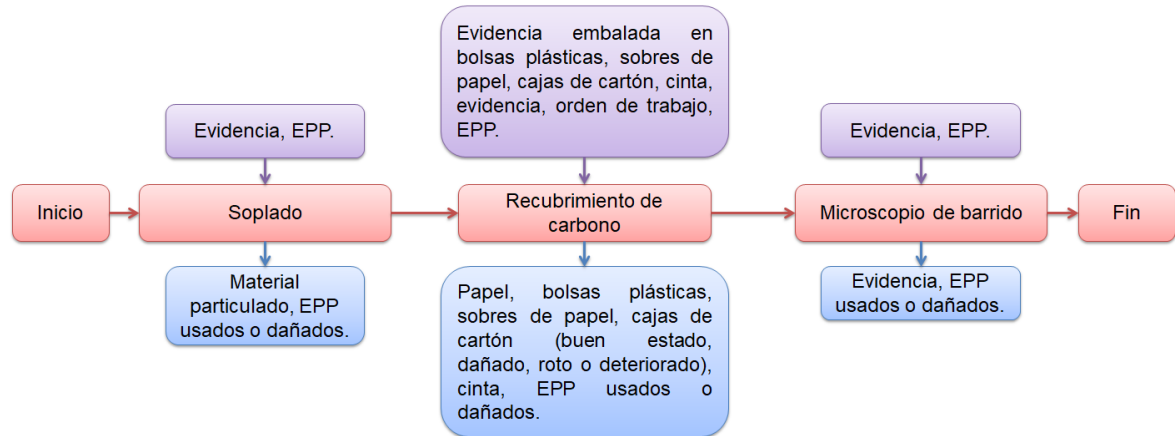 Evidencia embalada en
bolsas plásticas, sobres de
papel, cajas de cartón, cinta,
evidencia, orden de trabajo,
EPP.
Evidencia, EPP.
Evidencia, EPP.
Inicio
Soplado
Recubrimiento de
carbono
Microscopio de barrido
Fin
Material
particulado, EPP
usados o dañados.
Papel, bolsas plásticas,
sobres de papel, cajas de
cartón (buen estado,
dañado, roto o deteriorado),
cinta, EPP usados o
dañados.
Evidencia, EPP
usados o dañados.